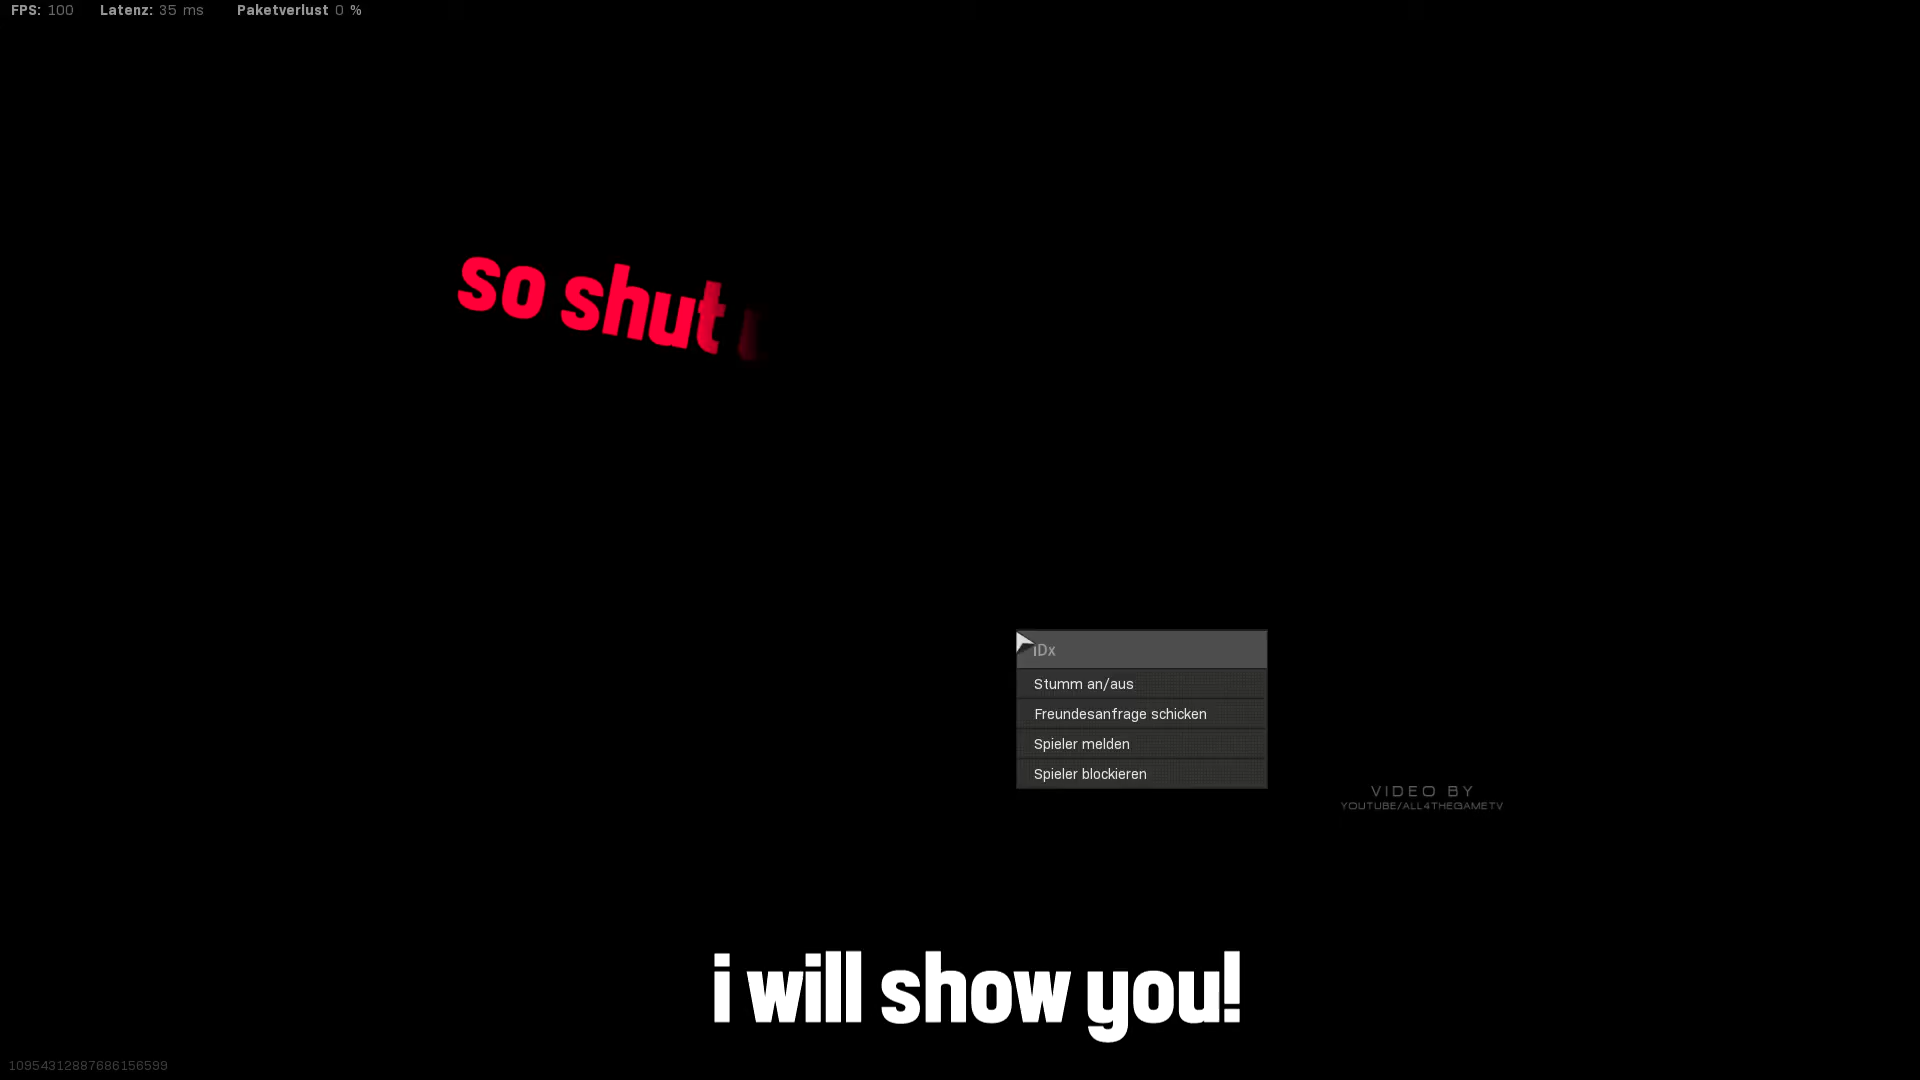 FPS: 100 Latenz: 35 ms Paketverlust 0 %
so shut
iDx
Stumm an/aus
Freundesanfrage schicken
Spieler melden
Spieler blockieren
VIDEO BY
YOUTUBE/ALL4THEGAMETV
i will show you!
10954312887686156599